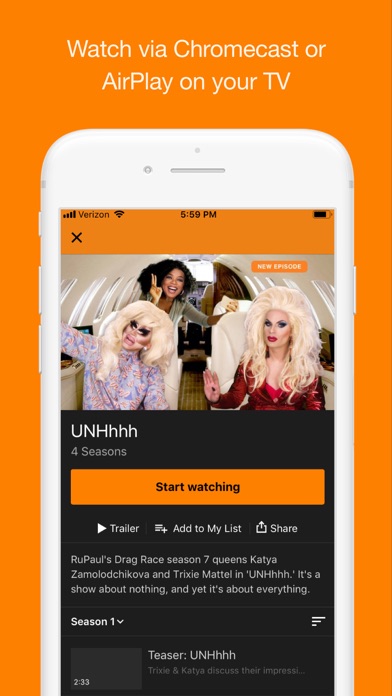 Watch via Chromecast or
AirPlay on your TV
Verizon
5:59 PM
NEW EPISODE
UNHhhh
4 Seasons
Start watching
Trailer
Add to My List
Share
RuPaul's Drag Race season 7 queens Katya
Zamolodchikova and Trixie Mattel in 'UNHhhh.' It's a
show about nothing, and yet it's about everything.
Season 1
Teaser: UNHhhh
2:33
Trixie & Katya discuss their impressi...